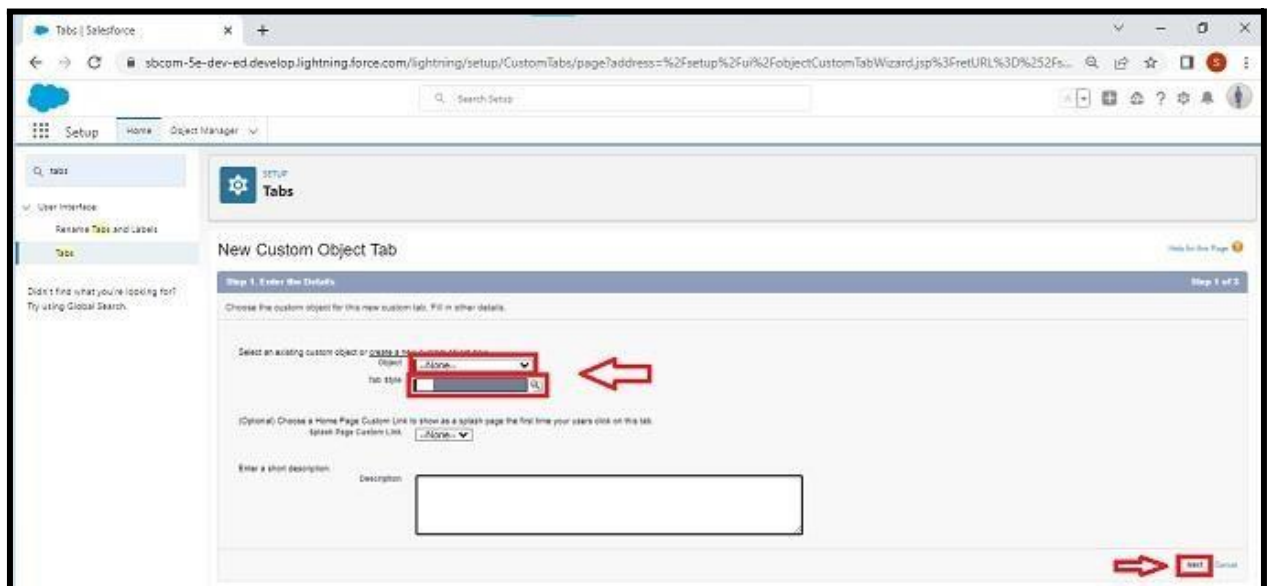 Tabs | Salesforce
sbcom-5e-dev-ed.develop.lightning.force.com/lightning/setup/CustomTabs/page?address=%2Fsetup%2Fui%2FobjectCustomTabWizard.jsp%3FretURL%3D%252Fs...
S
Search Setup
Setup
Home
Object Manager
tabs
User Interface
Rename Tabs and Labels
Tabs
Didn't find what you're looking for?
Try using Global Search.
SETUP
Tabs
New Custom Object Tab
Help for this Page
Step 1. Enter the Details
Step 1 of 3
Choose the custom object for this new custom tab. Fill in other details.
Select an existing custom object or create a new custom object now.
Object
--None--
Tab Style
(Optional) Choose a Home Page Custom Link to show as a splash page the first time your users click on this tab.
Splash Page Custom Link
--None--
Enter a short description.
Description
Next
Cancel